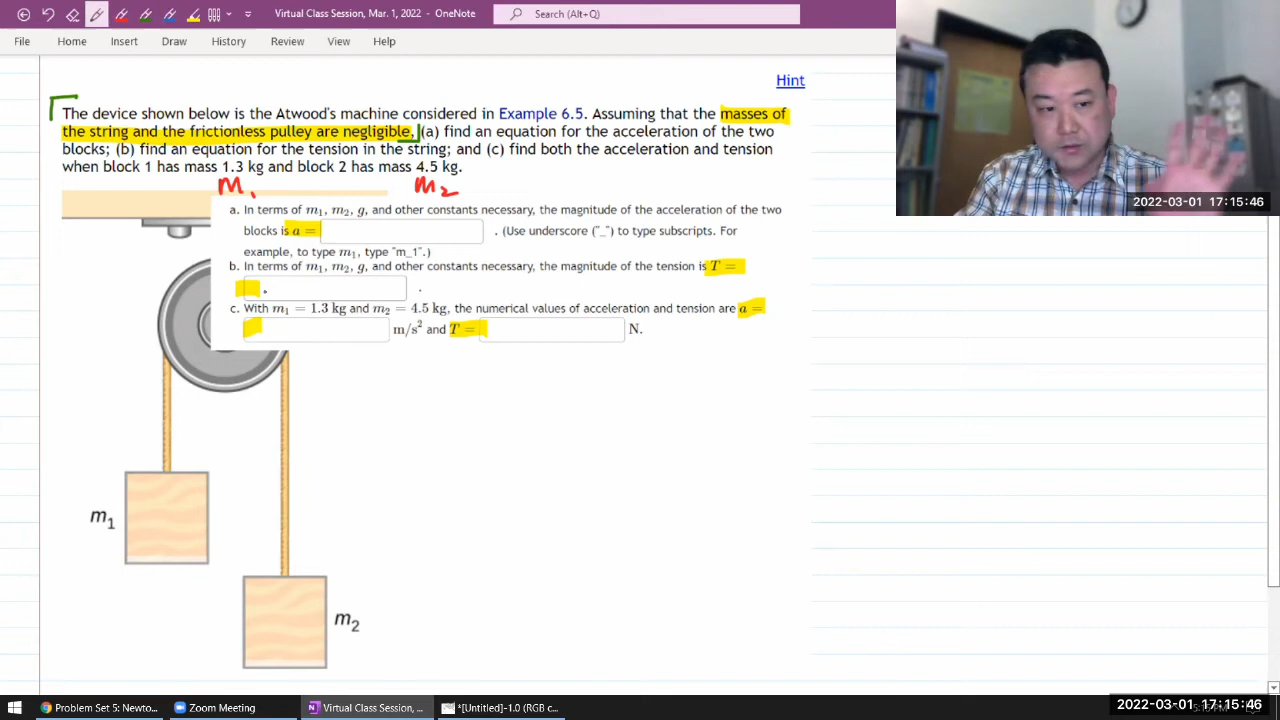 Virtual Class Session, Mar. 1, 2022 - OneNote
Search (Alt+Q)
File Home Insert Draw History Review View Help
Hint
The device shown below is the Atwood's machine considered in Example 6.5. Assuming that the masses of
the string and the frictionless pulley are negligible, (a) find an equation for the acceleration of the two
blocks; (b) find an equation for the tension in the string; and (c) find both the acceleration and tension
when block 1 has mass 1.3 kg and block 2 has mass 4.5 kg.
m₁ m₂
a. In terms of m₁, m₂, g, and other constants necessary, the magnitude of the acceleration of the two
blocks is a = . (Use underscore ("_") to type subscripts. For
example, to type m₁, type "m_1".)
b. In terms of m₁, m₂, g, and other constants necessary, the magnitude of the tension is T =
.
c. With m₁ = 1.3 kg and m₂ = 4.5 kg, the numerical values of acceleration and tension are a =
m/s² and T = N.
m₁
m₂
2022-03-01 17:15:46
Problem Set 5: Newto... Zoom Meeting Virtual Class Session,... *[Untitled]-1.0 (RGB c...
2022-03-01 17:15:46